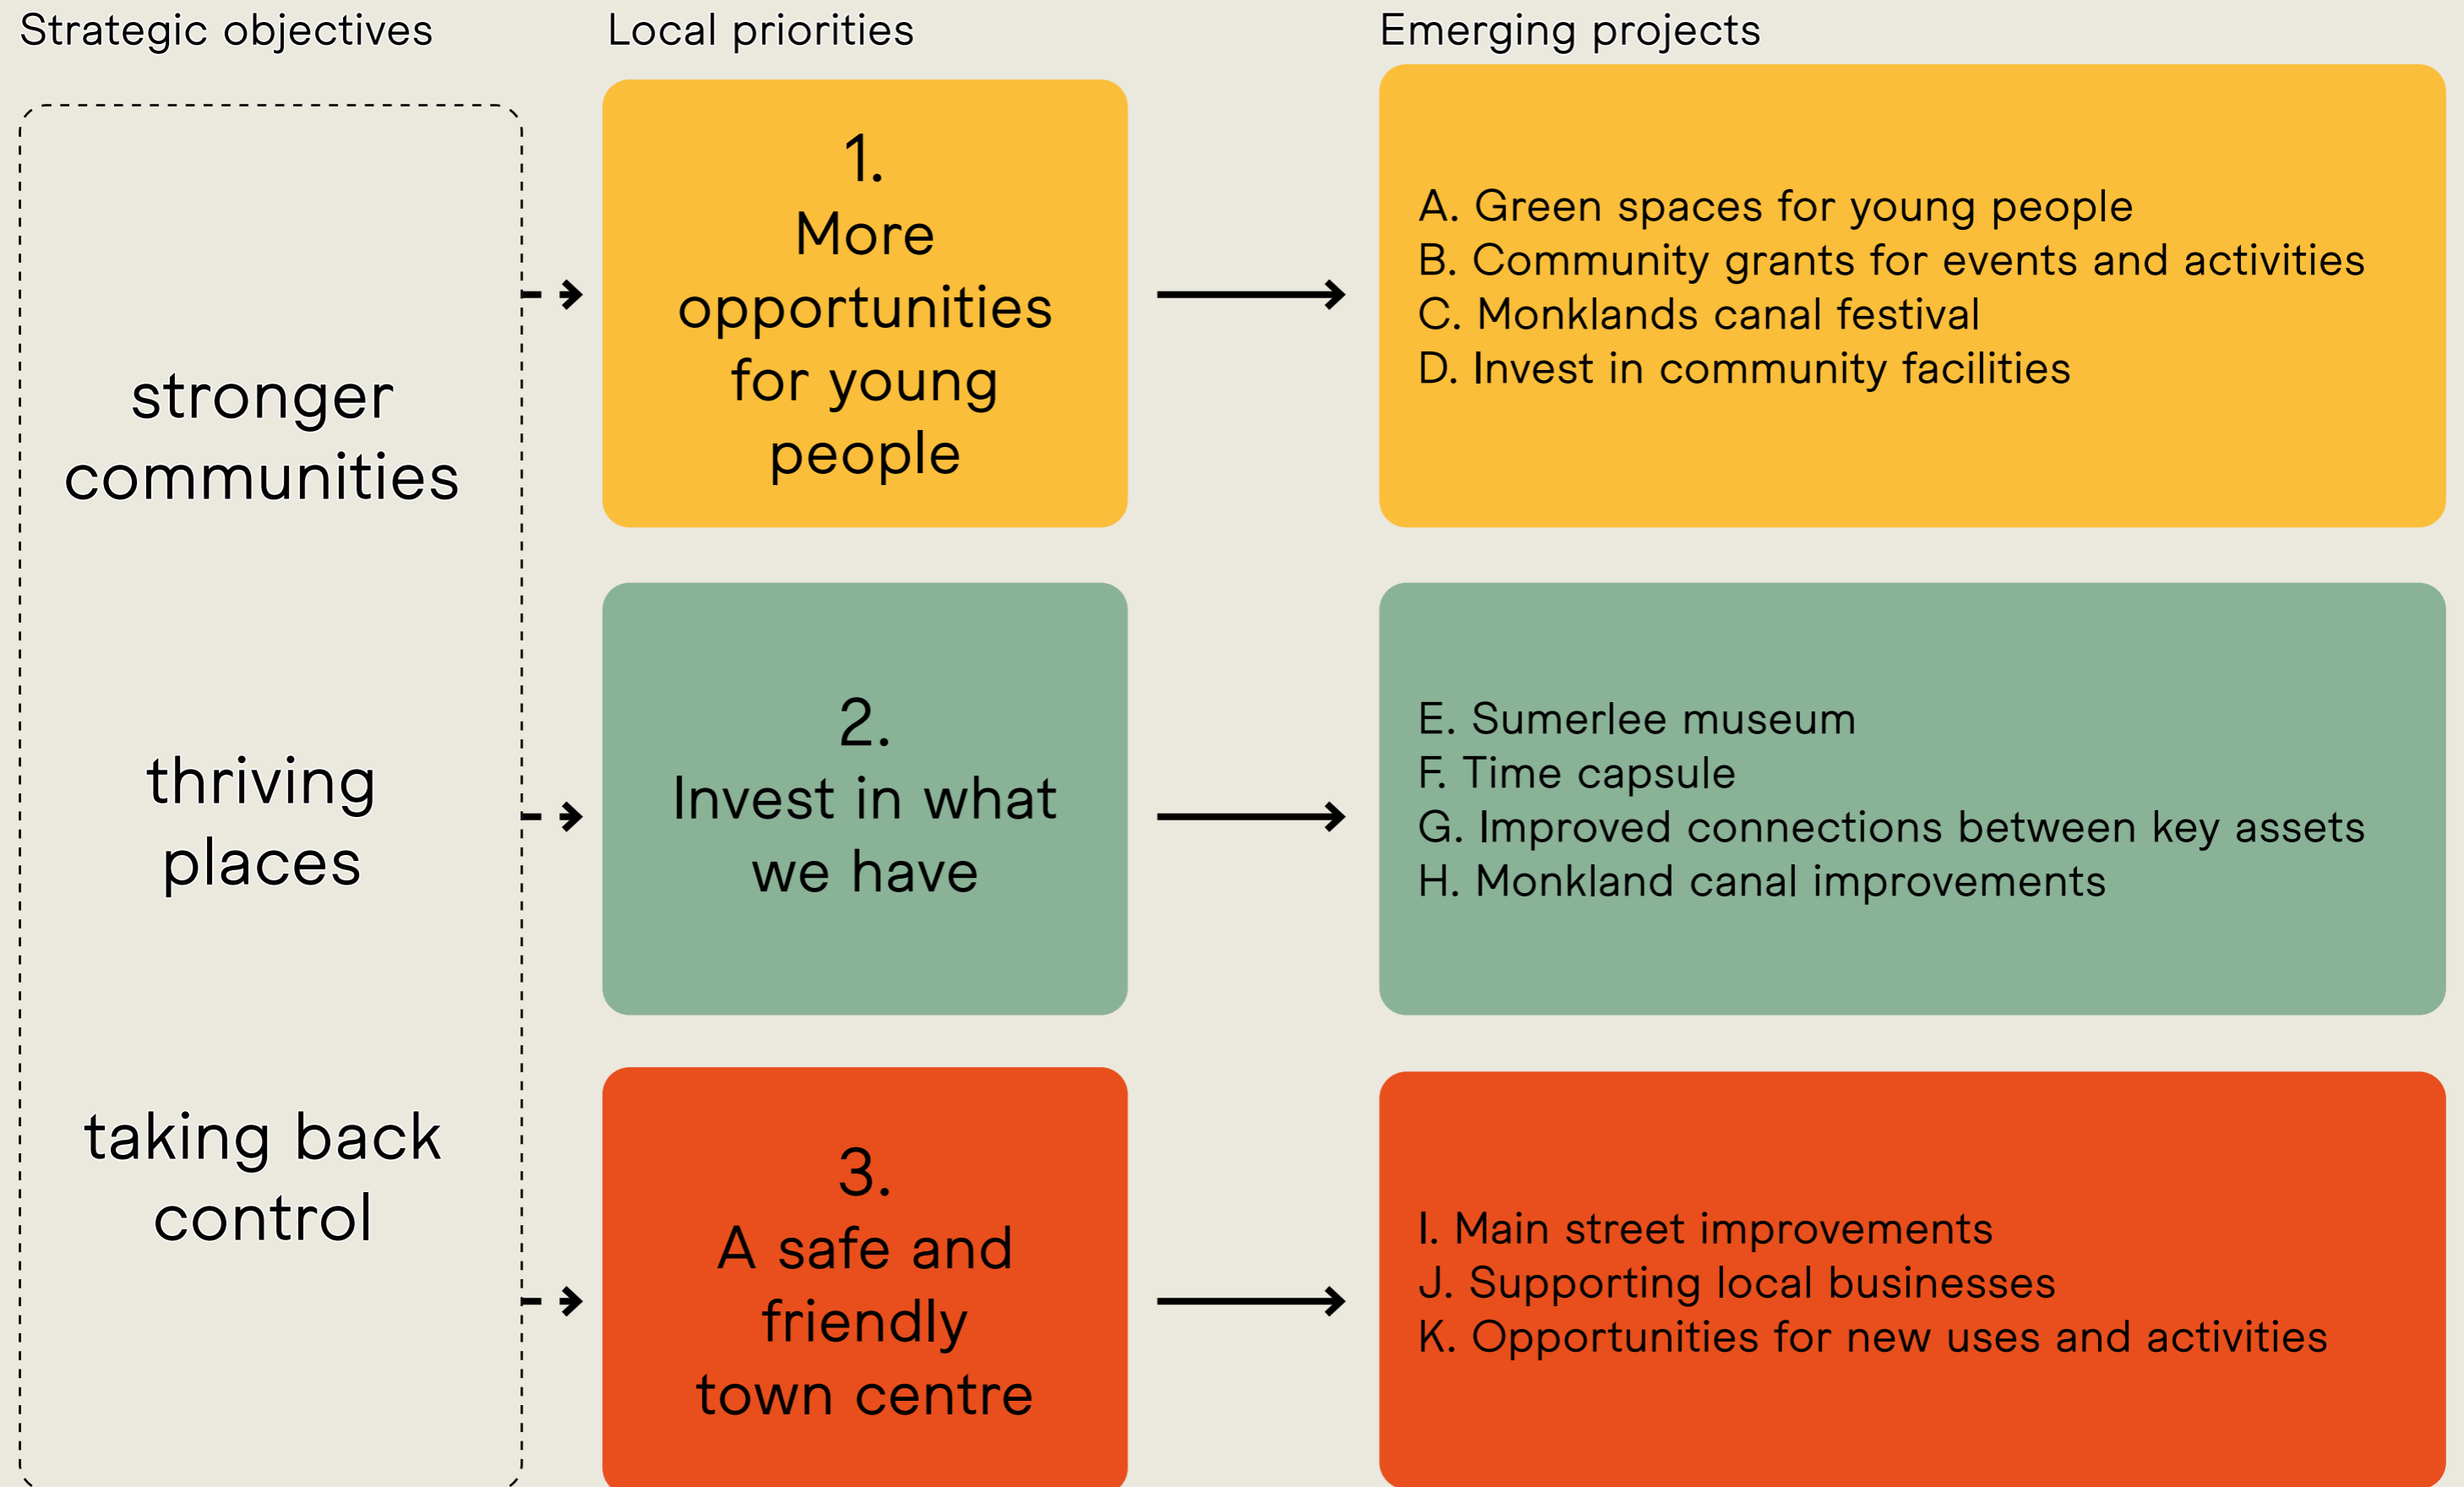 Strategic objectives
Local priorities
Emerging projects
stronger
communities
thriving
places
taking back
control
1.
More
opportunities
for young
people
A. Green spaces for young people
B. Community grants for events and activities
C. Monklands canal festival
D. Invest in community facilities
2.
Invest in what
we have
E. Sumerlee museum
F. Time capsule
G. Improved connections between key assets
H. Monkland canal improvements
3.
A safe and
friendly
town centre
I. Main street improvements
J. Supporting local businesses
K. Opportunities for new uses and activities